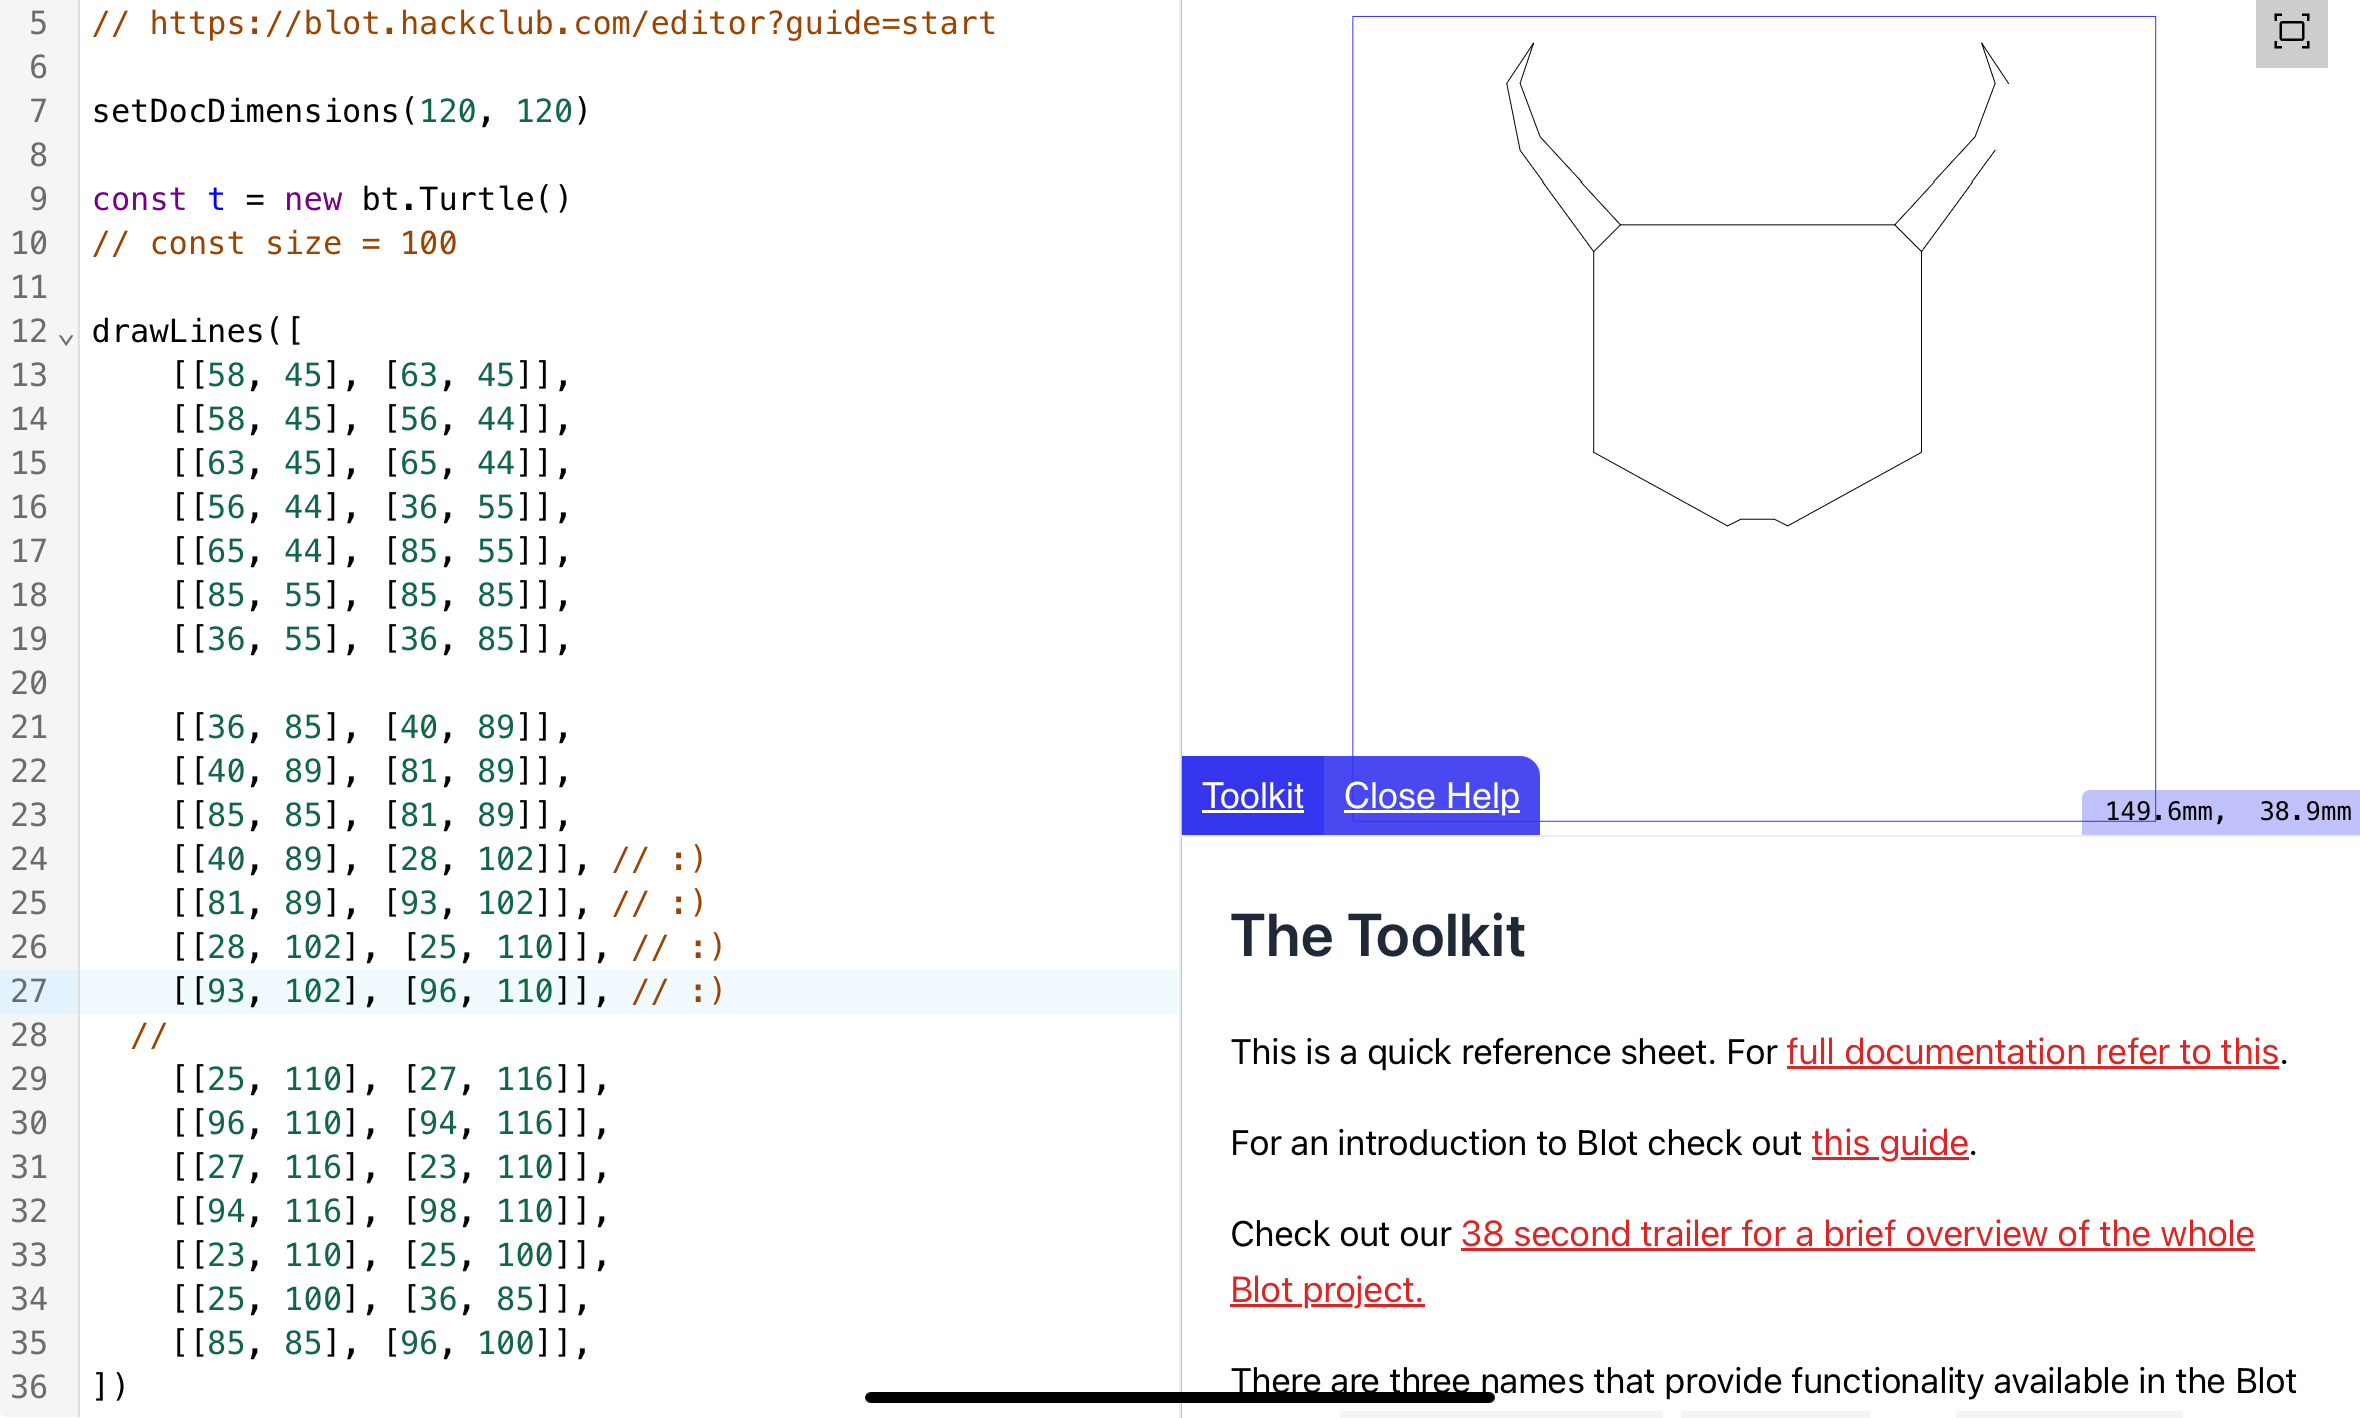 5 // https://blot.hackclub.com/editor?guide=start
6
7 setDocDimensions(120, 120)
8
9 const t = new bt.Turtle()
10 // const size = 100
11
12 drawLines([
13 [[58, 45], [63, 45]],
14 [[58, 45], [56, 44]],
15 [[63, 45], [65, 44]],
16 [[56, 44], [36, 55]],
17 [[65, 44], [85, 55]],
18 [[85, 55], [85, 85]],
19 [[36, 55], [36, 85]],
20
21 [[36, 85], [40, 89]],
22 [[40, 89], [81, 89]],
23 [[85, 85], [81, 89]],
24 [[40, 89], [28, 102]], // :)
25 [[81, 89], [93, 102]], // :)
26 [[28, 102], [25, 110]], // :)
27 [[93, 102], [96, 110]], // :)
28 //
29 [[25, 110], [27, 116]],
30 [[96, 110], [94, 116]],
31 [[27, 116], [23, 110]],
32 [[94, 116], [98, 110]],
33 [[23, 110], [25, 100]],
34 [[25, 100], [36, 85]],
35 [[85, 85], [96, 100]],
36 ])
Toolkit Close Help
149.6mm, 38.9mm
The Toolkit
This is a quick reference sheet. For full documentation refer to this.
For an introduction to Blot check out this guide.
Check out our 38 second trailer for a brief overview of the whole
Blot project.
There are three names that provide functionality available in the Blot